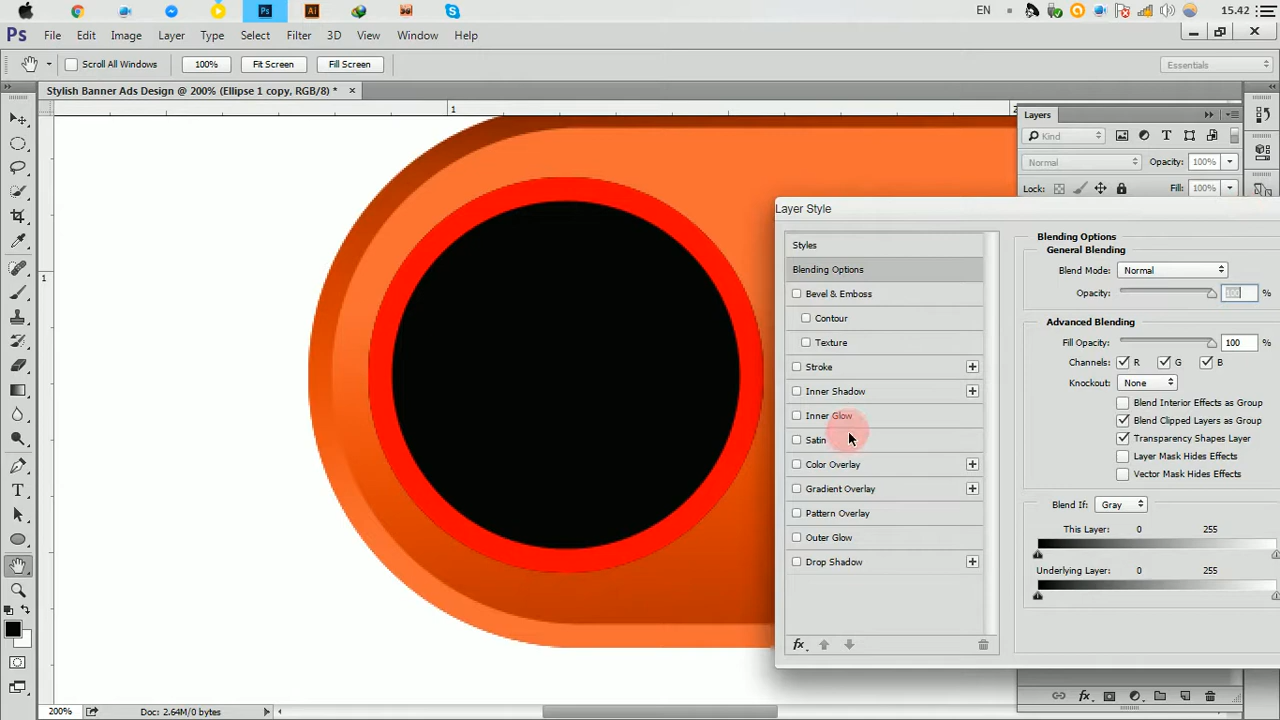 EN
15.42
Ps File Edit Image Layer Type Select Filter 3D View Window Help
Scroll All Windows 100% Fit Screen Fill Screen Essentials
Stylish Banner Ads Design @ 200% (Ellipse 1 copy, RGB/8) * ×
1
1
Layers
Kind
Normal Opacity: 100%
Lock: Fill: 100%
Layer Style
Styles
Blending Options
Bevel & Emboss
Contour
Texture
Stroke
Inner Shadow
Inner Glow
Satin
Color Overlay
Gradient Overlay
Pattern Overlay
Outer Glow
Drop Shadow
fx.
Blending Options
General Blending
Blend Mode: Normal
Opacity: 100 %
Advanced Blending
Fill Opacity: 100 %
Channels: R G B
Knockout: None
Blend Interior Effects as Group
Blend Clipped Layers as Group
Transparency Shapes Layer
Layer Mask Hides Effects
Vector Mask Hides Effects
Blend If: Gray
This Layer: 0 255
Underlying Layer: 0 255
200% Doc: 2.64M/0 bytes
fx.